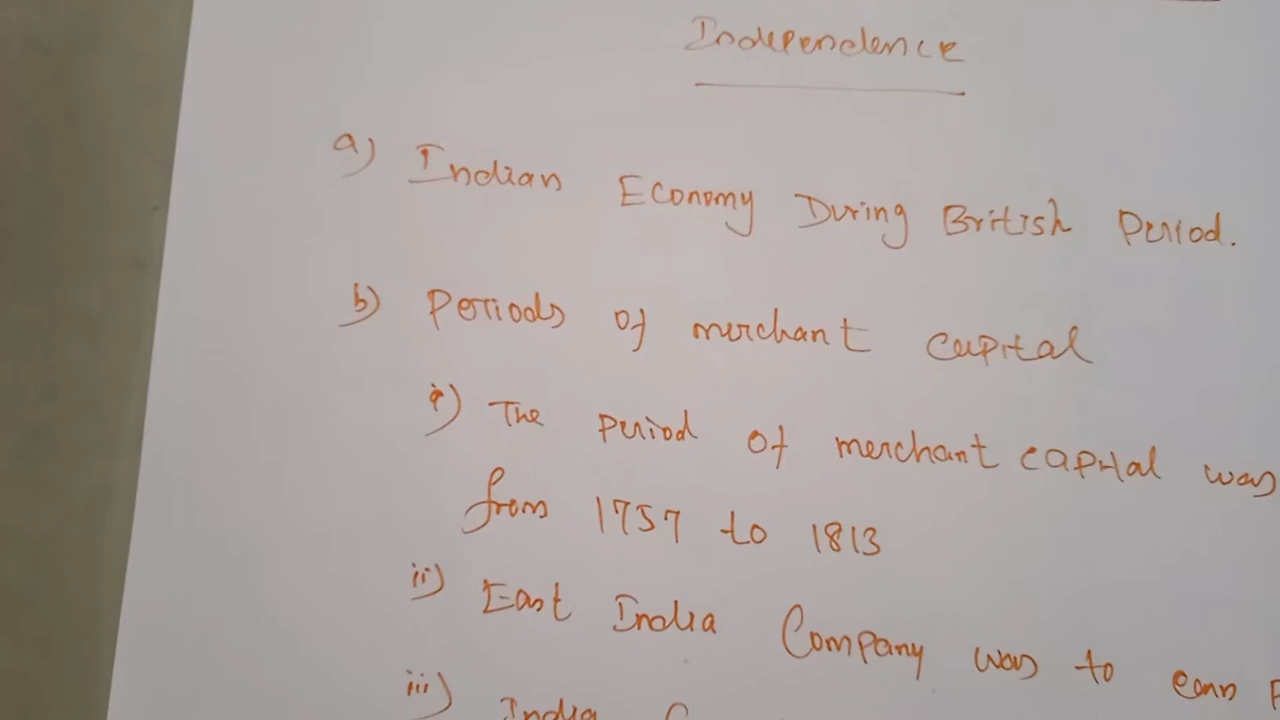 Independence
a) Indian Economy During British Period.
b) Periods of merchant capital
i) The Period of merchant capital was
from 1757 to 1813
ii) East India Company was to earn
iii) India